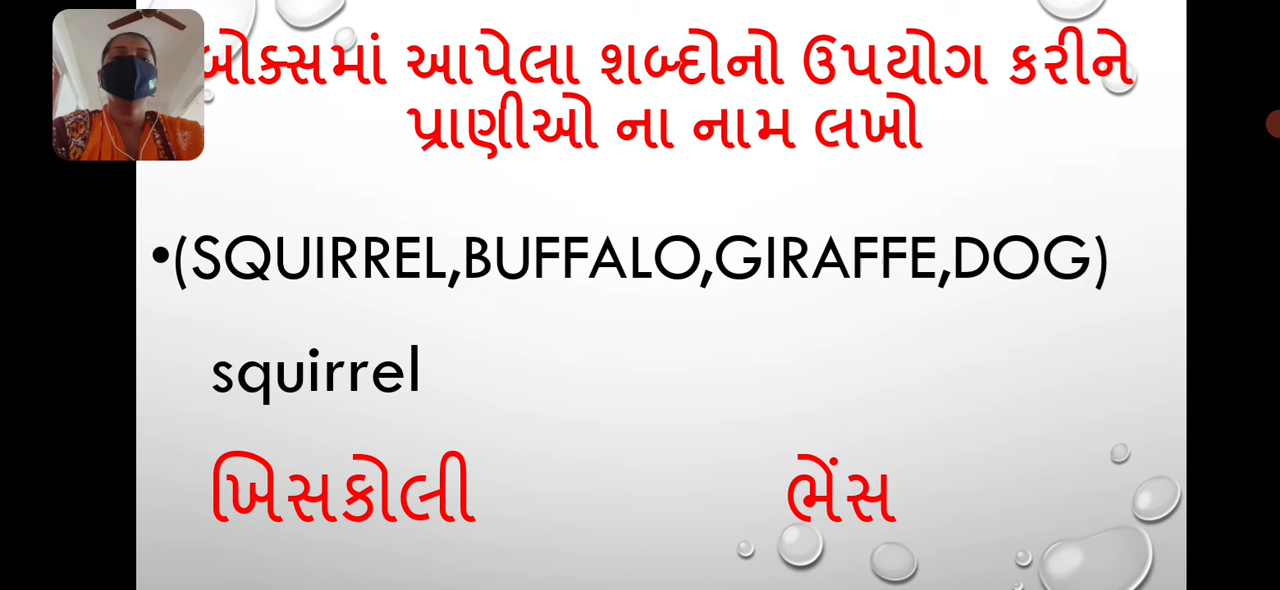 બોક્સમાં આપેલા શબ્દોનો ઉપયોગ કરીને
પ્રાણીઓ ના નામ લખો
•(SQUIRREL,BUFFALO,GIRAFFE,DOG)
squirrel
ખિસકોલી ભેંસ